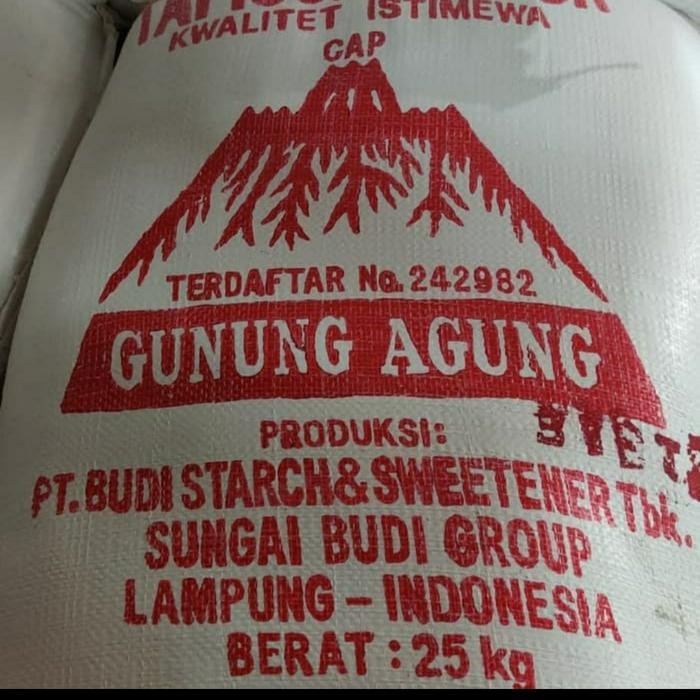 KWALITET ISTIMEWA
CAP
TERDAFTAR No. 242982
GUNUNG AGUNG
PRODUKSI:
PT. BUDI STARCH & SWEETENER Tbk.
SUNGAI BUDI GROUP
LAMPUNG – INDONESIA
BERAT : 25 kg